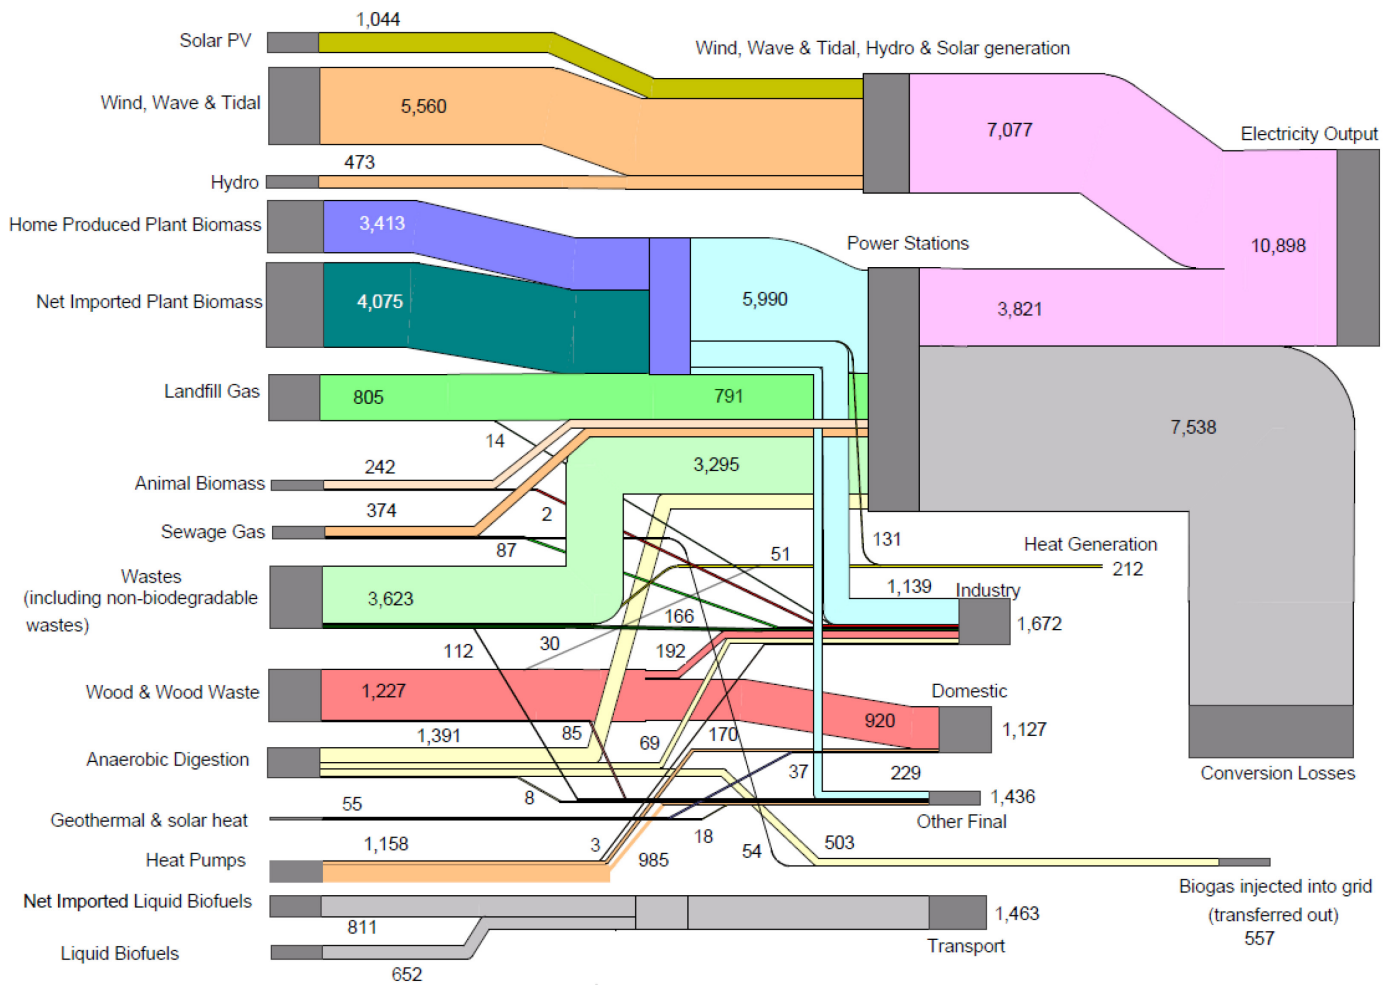 1,044
Solar PV
Wind, Wave & Tidal, Hydro & Solar generation
Wind, Wave & Tidal
5,560
7,077
Electricity Output
473
Hydro
Home Produced Plant Biomass
3,413
Power Stations
10,898
Net Imported Plant Biomass
4,075
5,990
3,821
Landfill Gas
805
791
7,538
14
242
3,295
Animal Biomass
374
2
Sewage Gas
87
51
131
Heat Generation
212
Wastes
(including non-biodegradable
wastes)
3,623
1,139
Industry
166
1,672
112
30
192
Wood & Wood Waste
1,227
Domestic
920
1,127
1,391
85
69
170
Anaerobic Digestion
37
229
Conversion Losses
8
1,436
55
Geothermal & solar heat
18
Other Final
1,158
3
985
54
503
Heat Pumps
Biogas injected into grid
(transferred out)
557
Net Imported Liquid Biofuels
811
1,463
Transport
Liquid Biofuels
652